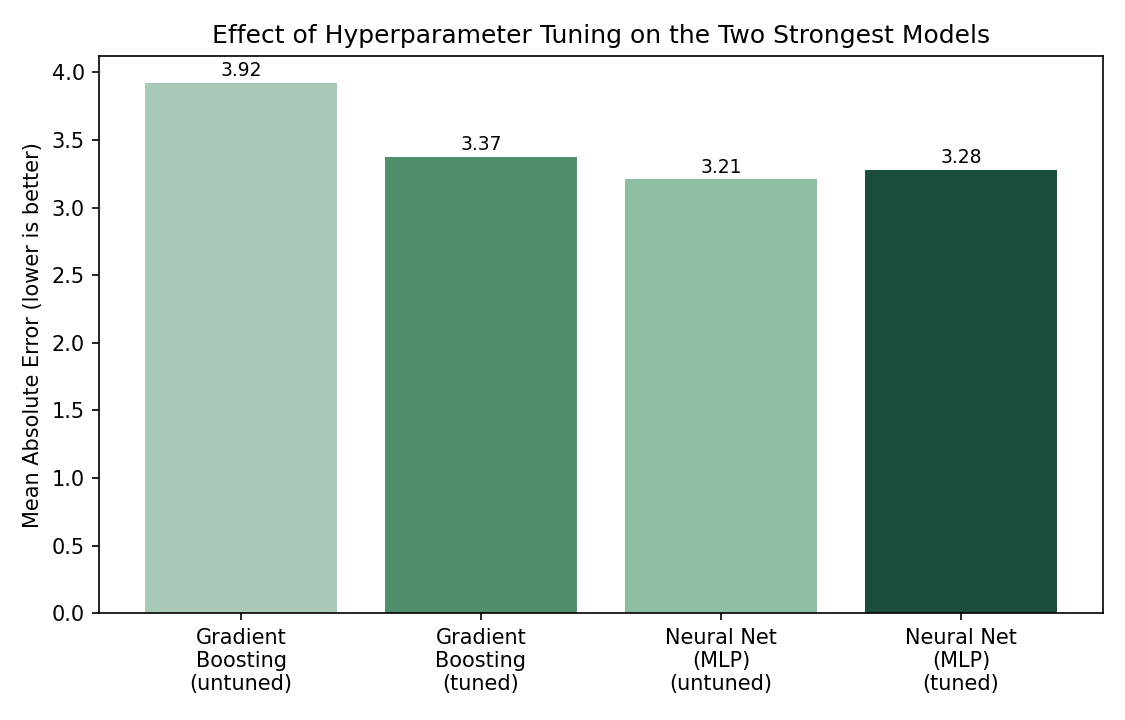 Effect of Hyperparameter Tuning on the Two Strongest Models
Mean Absolute Error (lower is better)
4.0
3.5
3.0
2.5
2.0
1.5
1.0
0.5
0.0
3.92
3.37
3.21
3.28
Gradient
Boosting
(untuned)
Gradient
Boosting
(tuned)
Neural Net
(MLP)
(untuned)
Neural Net
(MLP)
(tuned)